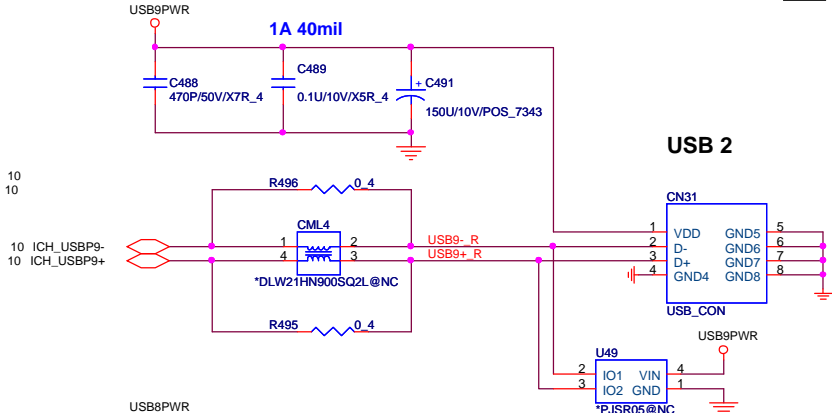 USB9PWR
1A 40mil
C488
470P/50V/X7R_4
C489
0.1U/10V/X5R_4
+ C491
150U/10V/POS_7343
USB 2
10
10
R496 0_4
CML4
1 2
4 3
10 ICH_USBP9-
10 ICH_USBP9+
USB9-_R
USB9+_R
*DLW21HN900SQ2L@NC
R495 0_4
CN31
1 VDD GND5 5
2 D- GND6 6
3 D+ GND7 7
4 GND4 GND8 8
USB_CON
USB9PWR
U49
2 IO1 VIN 4
3 IO2 GND 1
*PJSR05@NC
USB8PWR